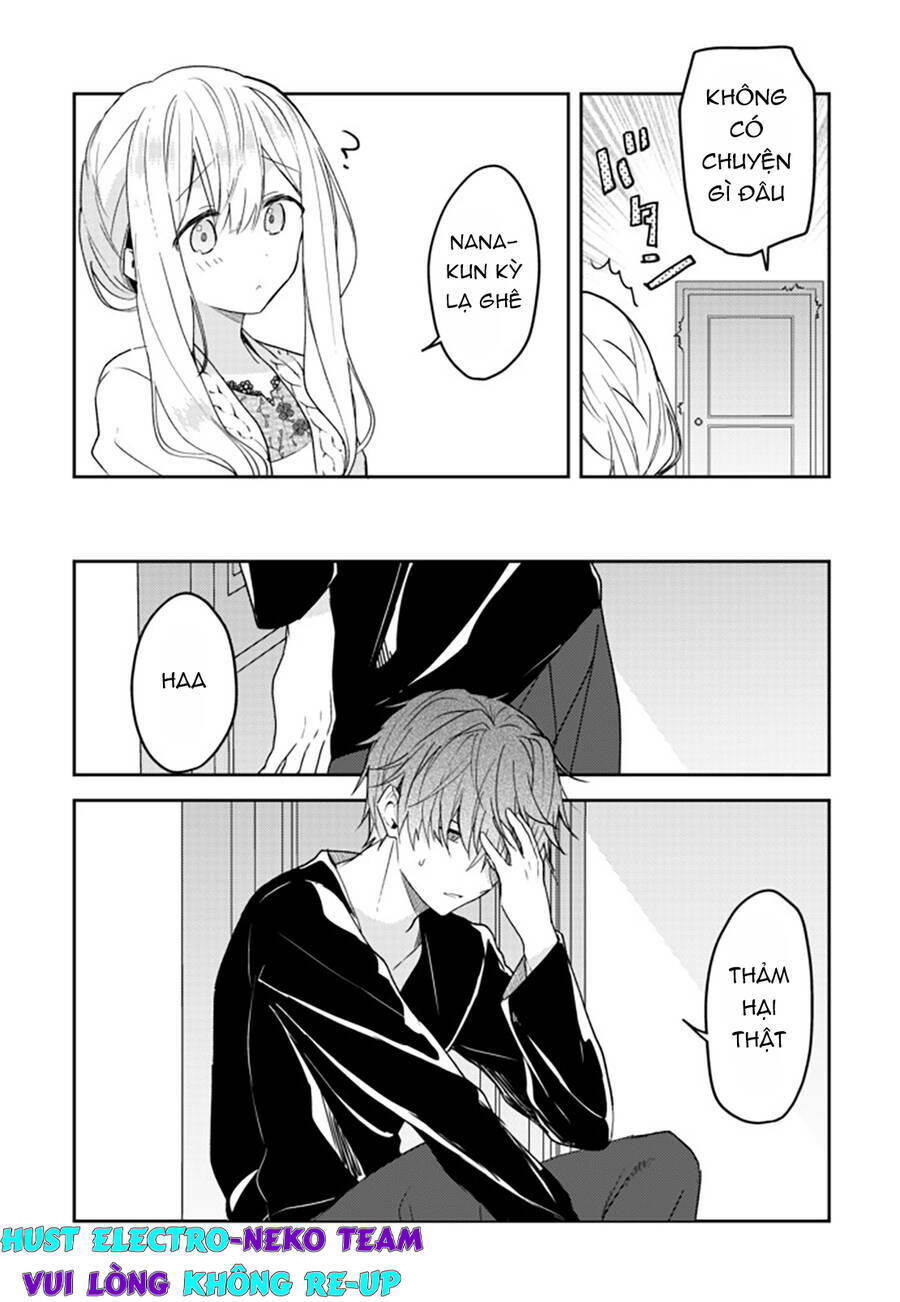 KHÔNG
CÓ
CHUYỆN
GÌ ĐÂU
?
NANA-
KUN KỲ
LẠ GHÊ
HAA
THẢM
HẠI
THẬT
HUST ELECTRO-NEKO TEAM
VUI LÒNG KHÔNG RE-UP